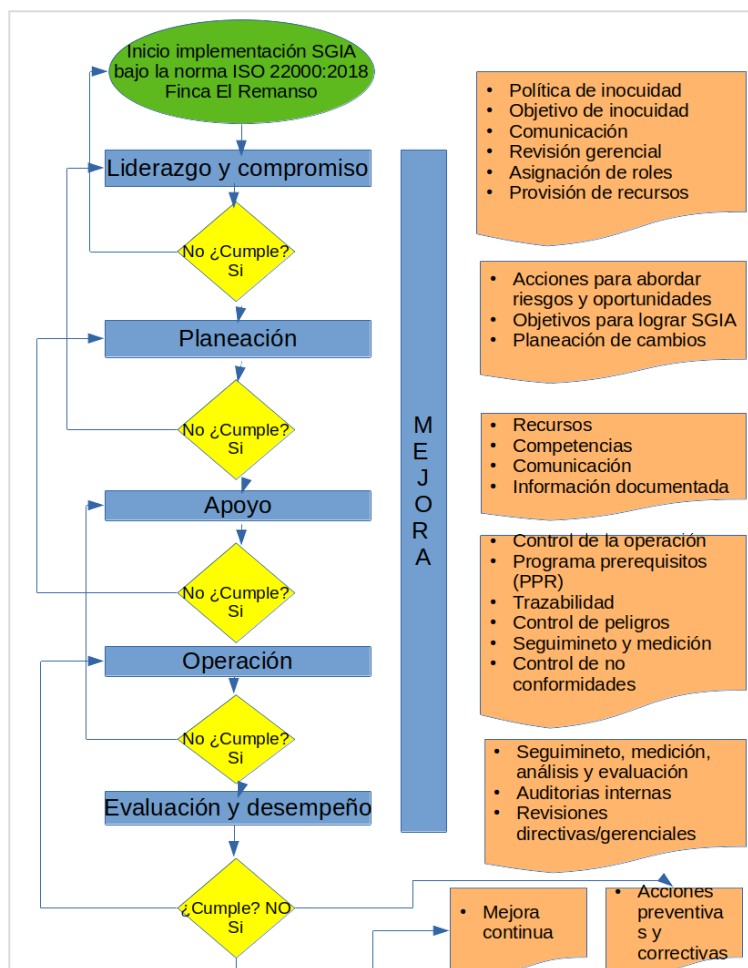 Inicio implementación SGIA
bajo la norma ISO 22000:2018
Finca El Remanso
Liderazgo y compromiso
No ¿Cumple?
Si
Planeación
No ¿Cumple?
Si
Apoyo
No ¿Cumple?
Si
Operación
No ¿Cumple?
Si
Evaluación y desempeño
¿Cumple? NO
Si
M
E
J
O
R
A
• Política de inocuidad
• Objetivo de inocuidad
• Comunicación
• Revisión gerencial
• Asignación de roles
• Provisión de recursos
• Acciones para abordar
riesgos y oportunidades
• Objetivos para lograr SGIA
• Planeación de cambios
• Recursos
• Competencias
• Comunicación
• Información documentada
• Control de la operación
• Programa prerequisitos
(PPR)
• Trazabilidad
• Control de peligros
• Seguimineto y medición
• Control de no
conformidades
• Seguimineto, medición,
análisis y evaluación
• Auditorias internas
• Revisiones
directivas/gerenciales
• Mejora
continua
• Acciones
preventiva
s y
correctivas